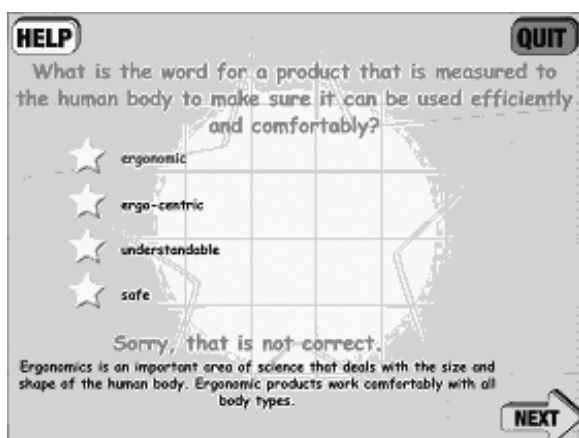 HELP
QUIT
What is the word for a product that is measured to
the human body to make sure it can be used efficiently
and comfortably?
ergonomic
ergo-centric
understandable
safe
Sorry, that is not correct.
Ergonomics is an important area of science that deals with the size and
shape of the human body. Ergonomic products work comfortably with all
body types.
NEXT